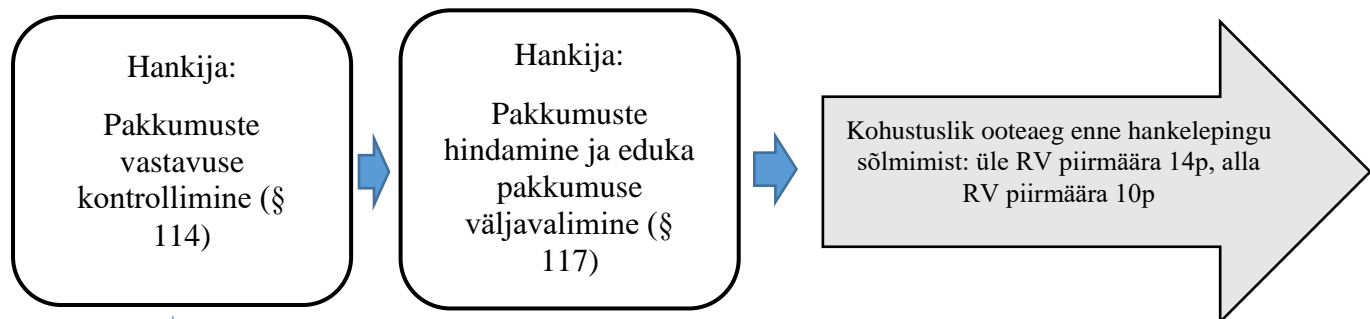 Hankija:
Pakkumuste
vastavuse
kontrollimine (§
114)
Hankija:
Pakkumuste
hindamine ja eduka
pakkumuse
väljavalimine (§
117)
Kohustuslik ooteaeg enne hankelepingu
sõlmimist: üle RV piirmäära 14p, alla
RV piirmäära 10p